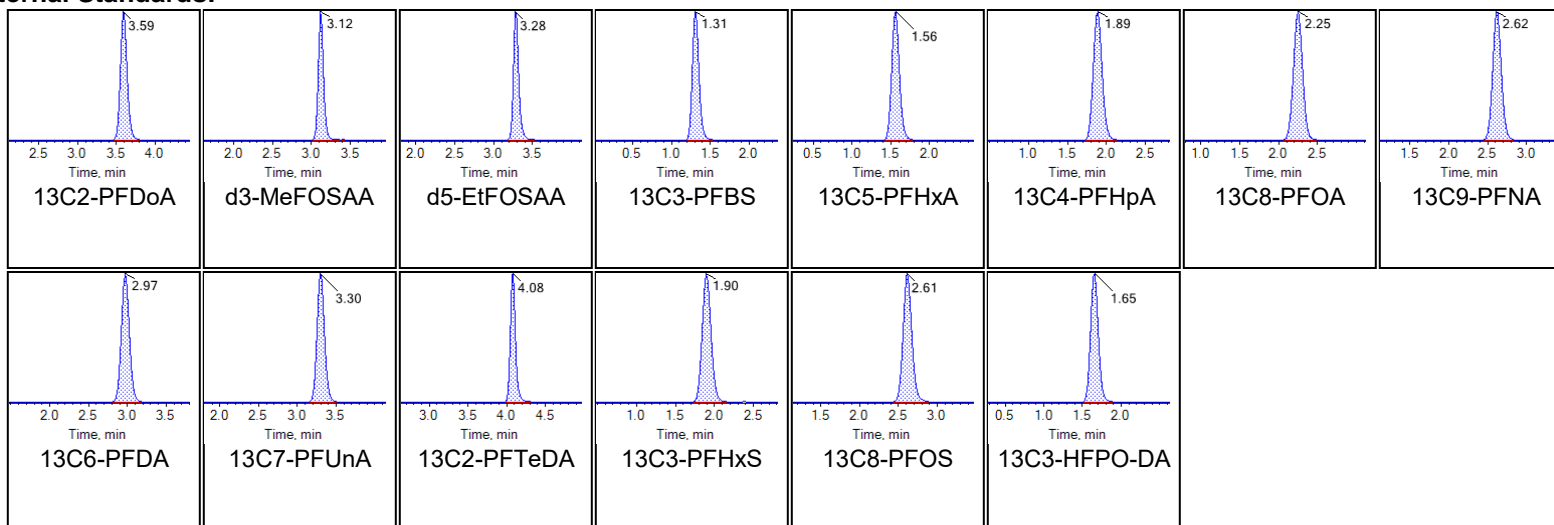 ternal Standards:
3.59
2.5 3.0 3.5 4.0
Time, min
13C2-PFDoA
3.12
2.0 2.5 3.0 3.5
Time, min
d3-MeFOSAA
3.28
2.0 2.5 3.0 3.5
Time, min
d5-EtFOSAA
1.31
0.5 1.0 1.5 2.0
Time, min
13C3-PFBS
1.56
0.5 1.0 1.5 2.0
Time, min
13C5-PFHxA
1.89
1.0 1.5 2.0 2.5
Time, min
13C4-PFHpA
2.25
1.0 1.5 2.0 2.5
Time, min
13C8-PFOA
2.62
1.5 2.0 2.5 3.0
Time, min
13C9-PFNA
2.97
2.0 2.5 3.0 3.5
Time, min
13C6-PFDA
3.30
2.0 2.5 3.0 3.5
Time, min
13C7-PFUnA
4.08
3.0 3.5 4.0 4.5
Time, min
13C2-PFTeDA
1.90
1.0 1.5 2.0 2.5
Time, min
13C3-PFHxS
2.61
1.5 2.0 2.5 3.0
Time, min
13C8-PFOS
1.65
0.5 1.0 1.5 2.0
Time, min
13C3-HFPO-DA